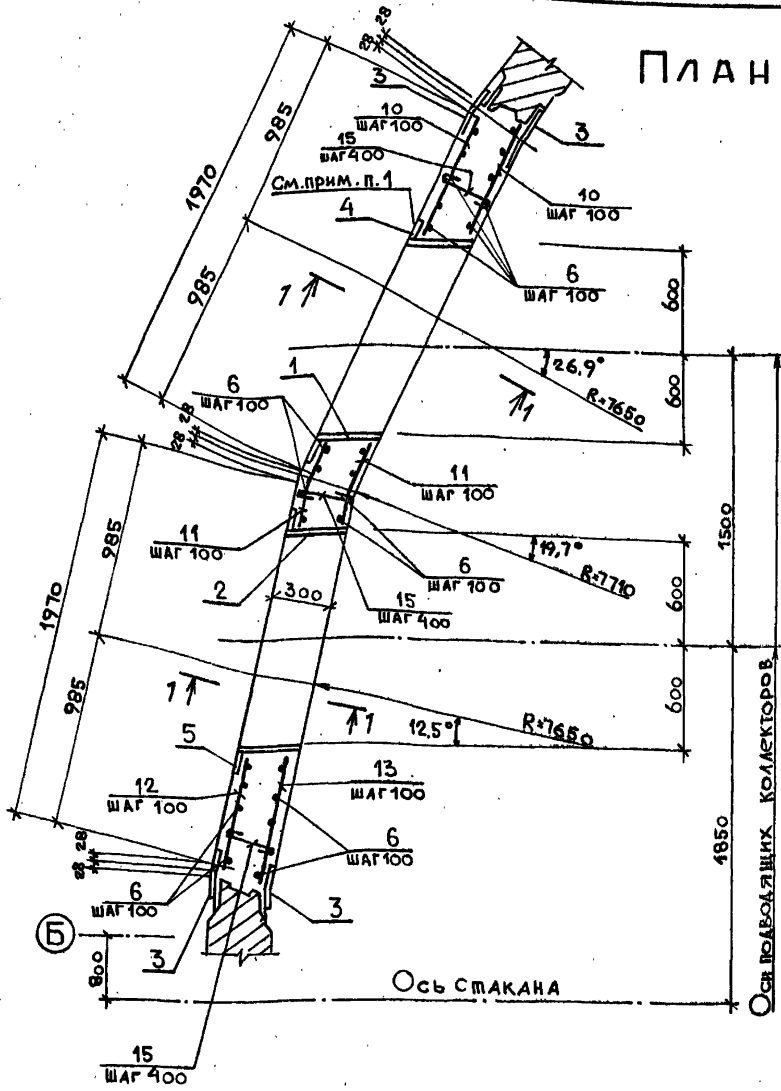 План
28
28
3
985
10
шаг 100
15
шаг 400
3
1970
См.прим.п.1
10
шаг 100
4
6
шаг 100
985
1
600
26,9°
1
6
шаг 100
R=7650
1
600
28
28
11
шаг 100
985
11
шаг 100
19,7°
1500
2
6
шаг 100
300
R=7710
15
шаг 400
600
1970
985
1
1
R=7650
12,5°
600
5
12
шаг 100
13
шаг 100
28
28
6
шаг 100
1850
6
шаг 100
3
Б
3
800
Ось стакана
Оси подводящих коллекторов
15
шаг 400